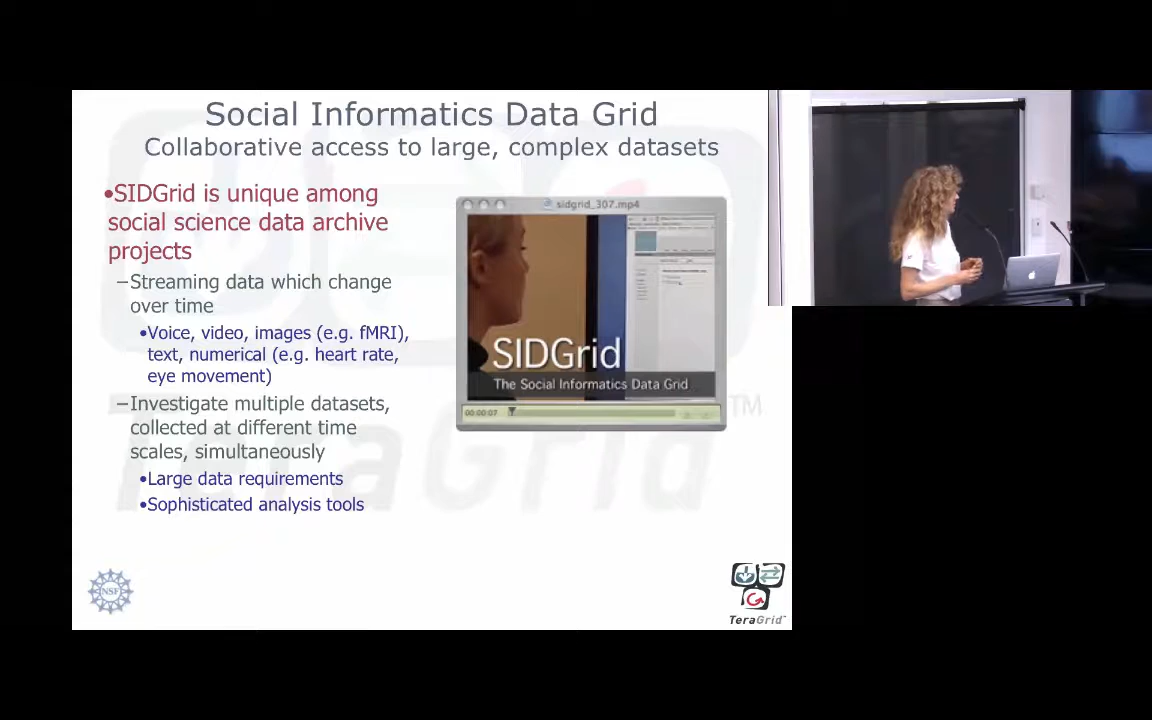 Social Informatics Data Grid
Collaborative access to large, complex datasets
•SIDGrid is unique among
social science data archive
projects
–Streaming data which change
over time
•Voice, video, images (e.g. fMRI),
text, numerical (e.g. heart rate,
eye movement)
–Investigate multiple datasets,
collected at different time
scales, simultaneously
•Large data requirements
•Sophisticated analysis tools
sidgrid_307.mp4
SIDGrid
The Social Informatics Data Grid
00:00:07
TeraGrid™
NSF
TeraGrid™